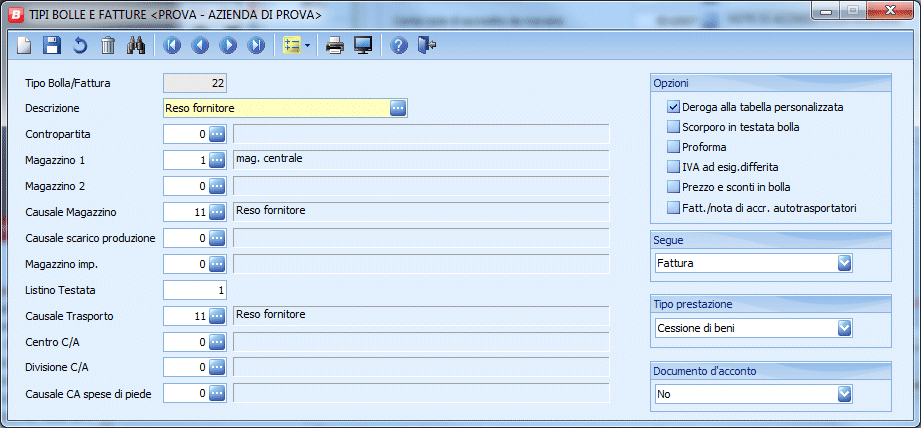 B TIPI BOLLE E FATTURE <PROVA - AZIENDA DI PROVA>
Tipo Bolla/Fattura 22
Descrizione Reso fornitore
Contropartita 0
Magazzino 1 1 mag. centrale
Magazzino 2 0
Causale Magazzino 11 Reso fornitore
Causale scarico produzione 0
Magazzino imp. 0
Listino Testata 1
Causale Trasporto 11 Reso fornitore
Centro C/A 0
Divisione C/A 0
Causale CA spese di piede 0
Opzioni
Deroga alla tabella personalizzata
Scorporo in testata bolla
Proforma
IVA ad esig.differita
Prezzo e sconti in bolla
Fatt./nota di accr. autotrasportatori
Segue
Fattura
Tipo prestazione
Cessione di beni
Documento d'acconto
No